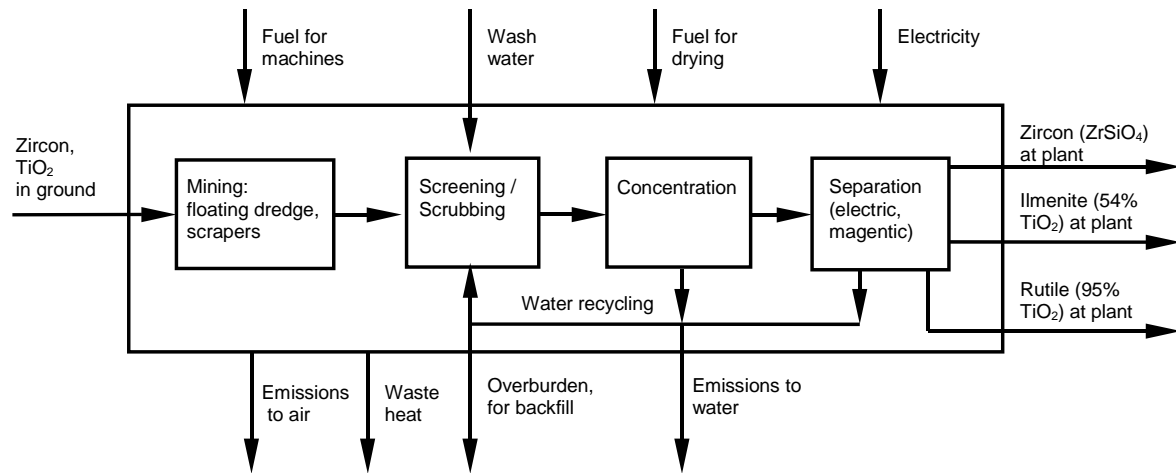 Fuel for
machines
Wash
water
Fuel for
drying
Electricity
Zircon,
TiO₂
in ground
Mining:
floating dredge,
scrapers
Screening /
Scrubbing
Concentration
Separation
(electric,
magentic)
Zircon (ZrSiO₄)
at plant
Ilmenite (54%
TiO₂) at plant
Rutile (95%
TiO₂) at plant
Water recycling
Emissions
to air
Waste
heat
Overburden,
for backfill
Emissions to
water